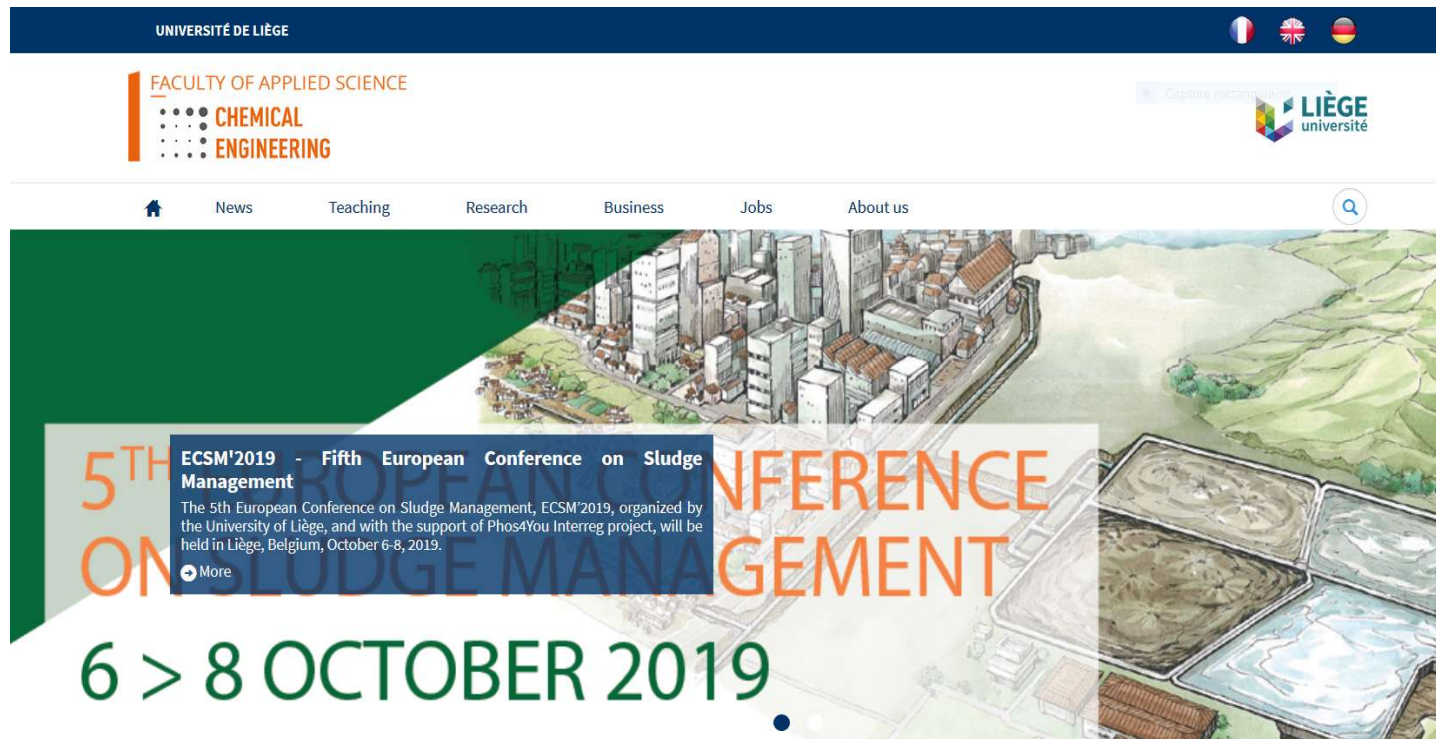 UNIVERSITÉ DE LIÈGE
FACULTY OF APPLIED SCIENCE
CHEMICAL
ENGINEERING
Capture rectangulaire
LIÈGE
université
News Teaching Research Business Jobs About us
5TH EUROPEAN CONFERENCE
ON SLUDGE MANAGEMENT
6 > 8 OCTOBER 2019
ECSM'2019 - Fifth European Conference on Sludge
Management
The 5th European Conference on Sludge Management, ECSM'2019, organized by
the University of Liège, and with the support of Phos4You Interreg project, will be
held in Liège, Belgium, October 6-8, 2019.
More